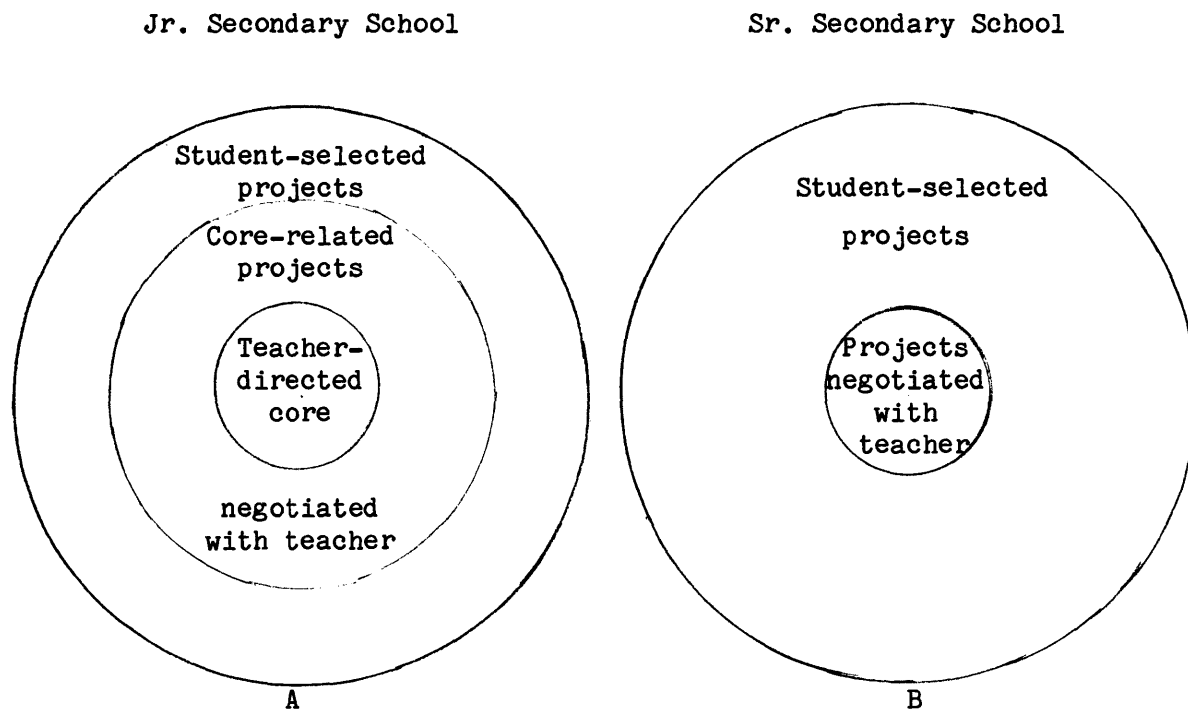 Jr. Secondary School
Student-selected
projects
Core-related
projects
Teacher-
directed
core
negotiated
with teacher
A
Sr. Secondary School
Student-selected
projects
Projects
negotiated
with
teacher
B